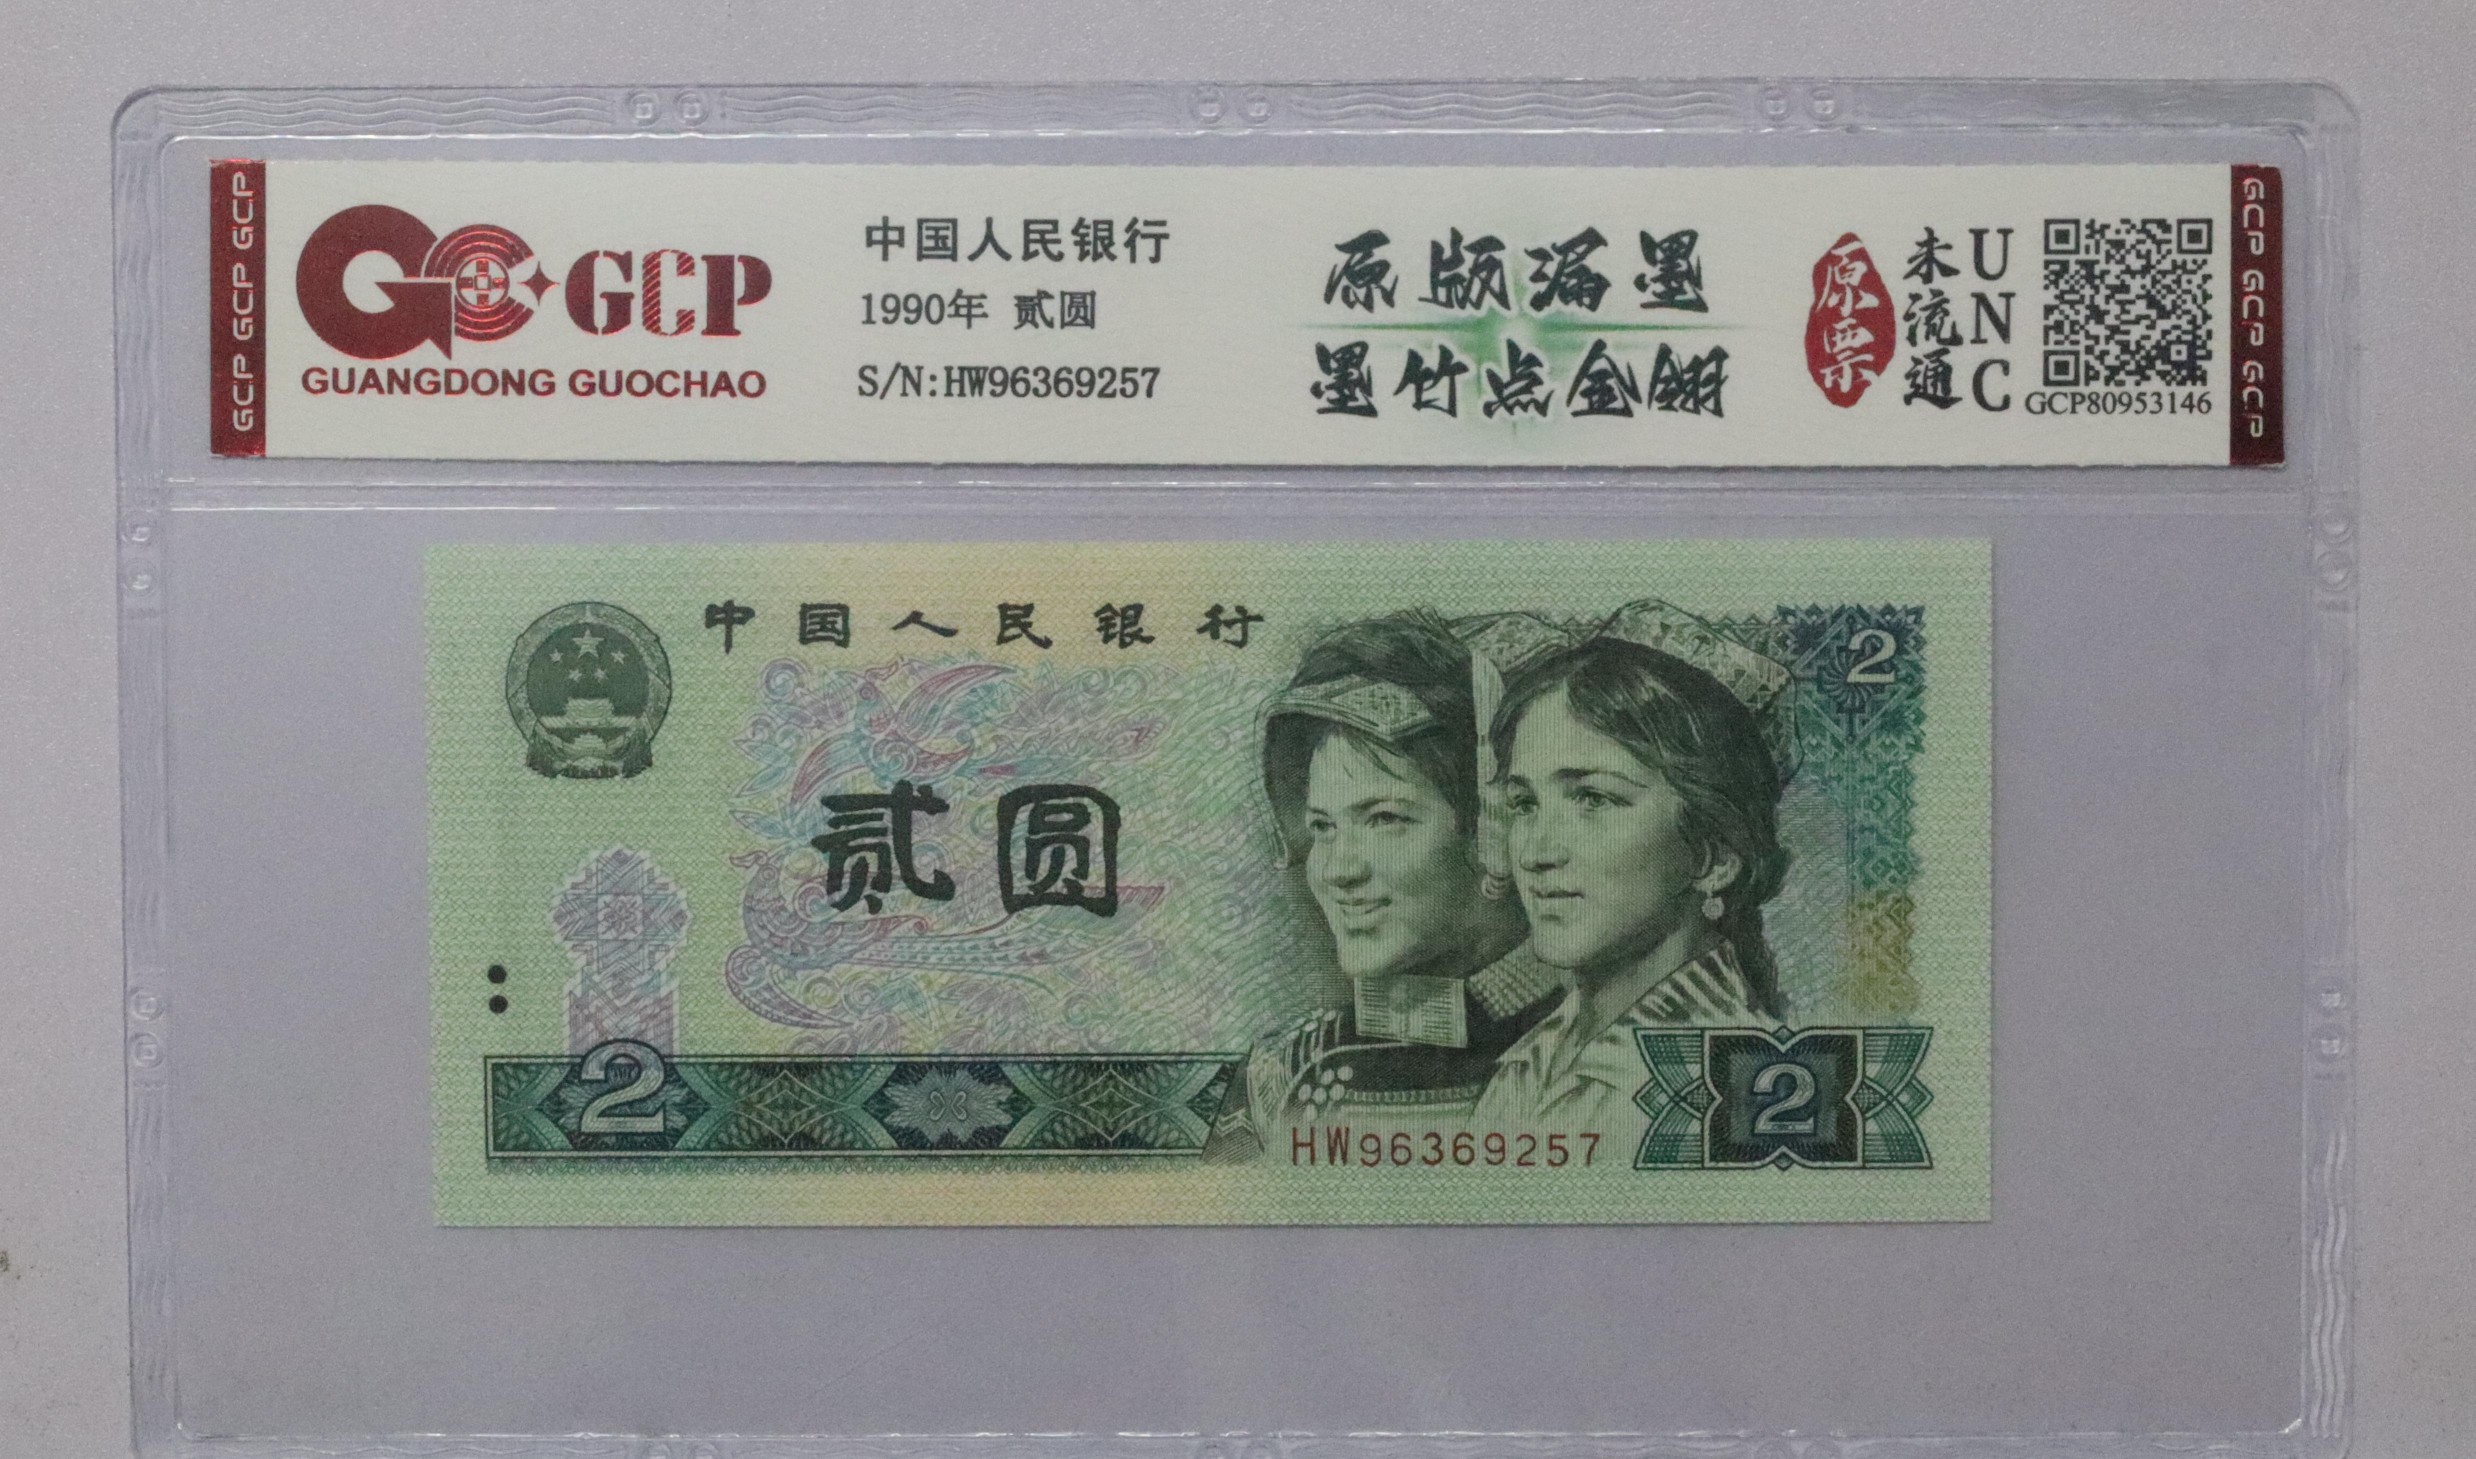 GCP GCP GCP
GCP
GUANGDONG GUOCHAO
中国人民银行
1990年 贰圆
S/N:HW96369257
原版漏墨
墨竹点金翎
原票
未流通
UNC
GCP80953146
GCP GCP GCP
中国人民银行
2
贰圆
2
HW96369257
2